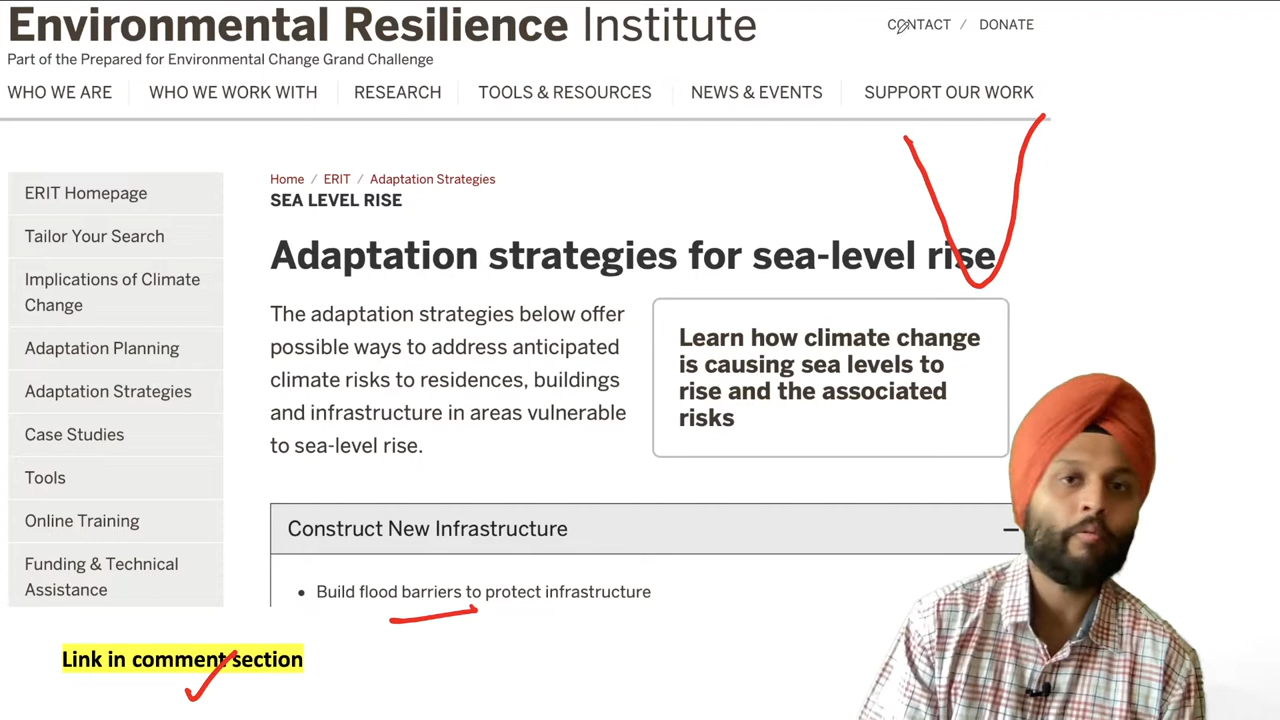 Environmental Resilience Institute
Part of the Prepared for Environmental Change Grand Challenge
CONTACT / DONATE
WHO WE ARE
WHO WE WORK WITH
RESEARCH
TOOLS & RESOURCES
NEWS & EVENTS
SUPPORT OUR WORK
ERIT Homepage
Tailor Your Search
Implications of Climate
Change
Adaptation Planning
Adaptation Strategies
Case Studies
Tools
Online Training
Funding & Technical
Assistance
Home / ERIT / Adaptation Strategies
SEA LEVEL RISE
Adaptation strategies for sea-level rise
The adaptation strategies below offer
possible ways to address anticipated
climate risks to residences, buildings
and infrastructure in areas vulnerable
to sea-level rise.
Learn how climate change
is causing sea levels to
rise and the associated
risks
Construct New Infrastructure
• Build flood barriers to protect infrastructure
Link in comment section